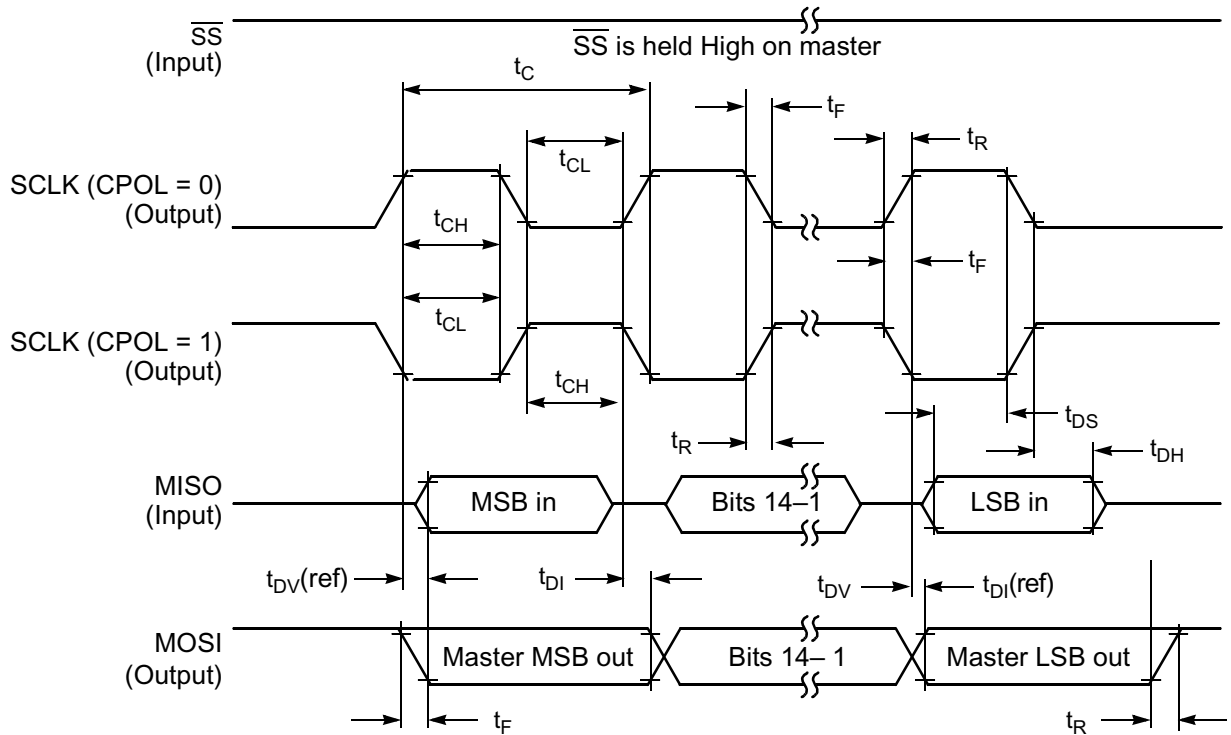 SS
(Input)
SS is held High on master
tC
tF
tCL
tR
SCLK (CPOL = 0)
(Output)
tCH
tF
tCL
SCLK (CPOL = 1)
(Output)
tCH
tDS
tR
tDH
MISO
(Input)
MSB in
Bits 14–1
LSB in
tDV(ref)
tDI
tDV
tDI(ref)
MOSI
(Output)
Master MSB out
Bits 14– 1
Master LSB out
tF
tR